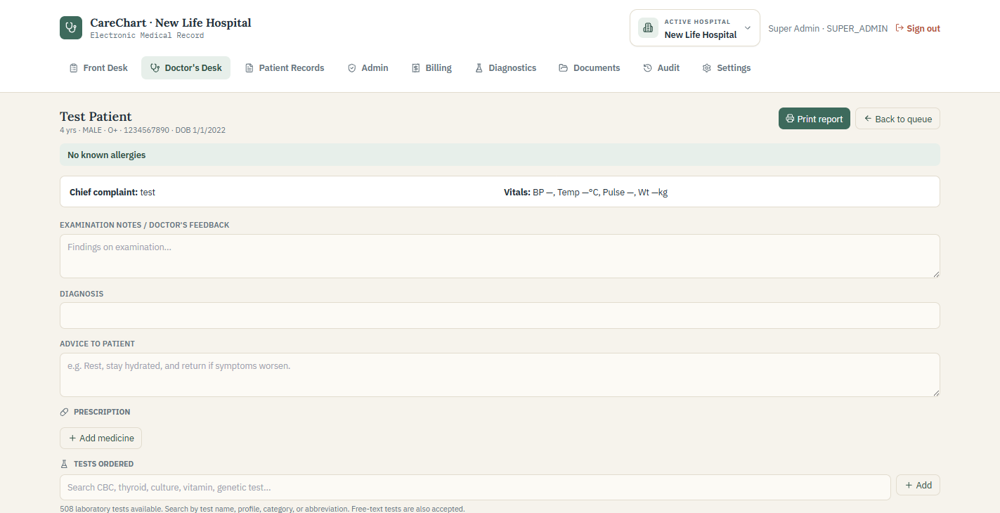 CareChart · New Life Hospital
Electronic Medical Record
ACTIVE HOSPITAL
New Life Hospital
Super Admin · SUPER_ADMIN
Sign out
Front Desk
Doctor's Desk
Patient Records
Admin
Billing
Diagnostics
Documents
Audit
Settings
Test Patient
4 yrs · MALE · O+ · 1234567890 · DOB 1/1/2022
Print report
Back to queue
No known allergies
Chief complaint: test
Vitals: BP —, Temp —°C, Pulse —, Wt —kg
EXAMINATION NOTES / DOCTOR'S FEEDBACK
Findings on examination...
DIAGNOSIS
ADVICE TO PATIENT
e.g. Rest, stay hydrated, and return if symptoms worsen.
PRESCRIPTION
+ Add medicine
TESTS ORDERED
Search CBC, thyroid, culture, vitamin, genetic test...
+ Add
508 laboratory tests available. Search by test name, profile, category, or abbreviation. Free-text tests are also accepted.